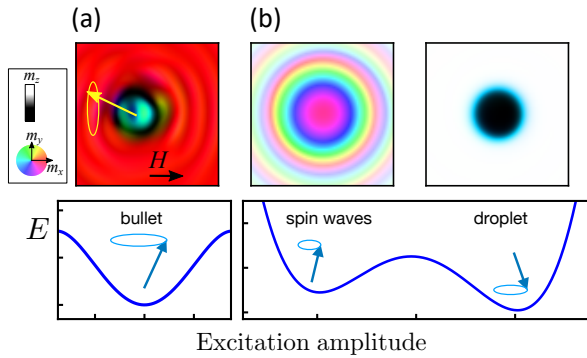 (a)
(b)
m_z
m_y
m_x
H
bullet
spin waves
droplet
E
Excitation amplitude